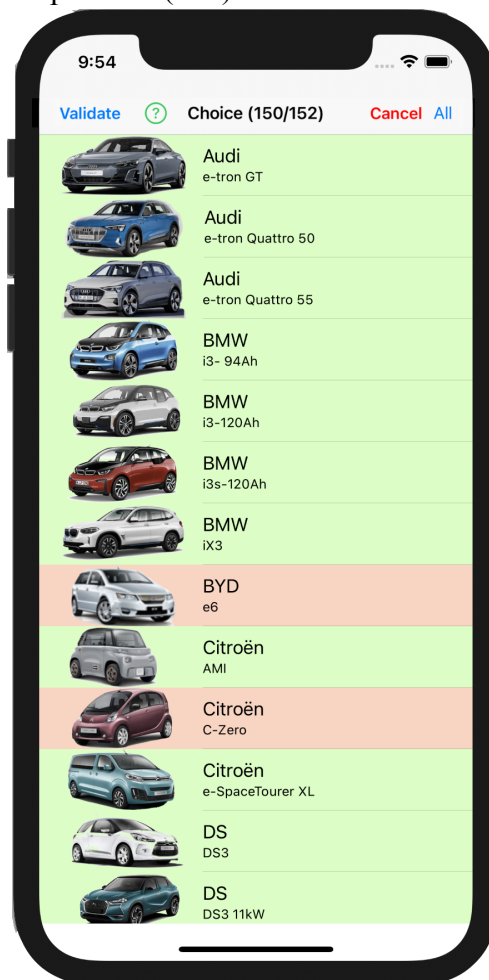 9:54
Validate ? Choice (150/152) Cancel All
Audi
e-tron GT
Audi
e-tron Quattro 50
Audi
e-tron Quattro 55
BMW
i3- 94Ah
BMW
i3-120Ah
BMW
i3s-120Ah
BMW
iX3
BYD
e6
Citroën
AMI
Citroën
C-Zero
Citroën
e-SpaceTourer XL
DS
DS3
DS
DS3 11kW